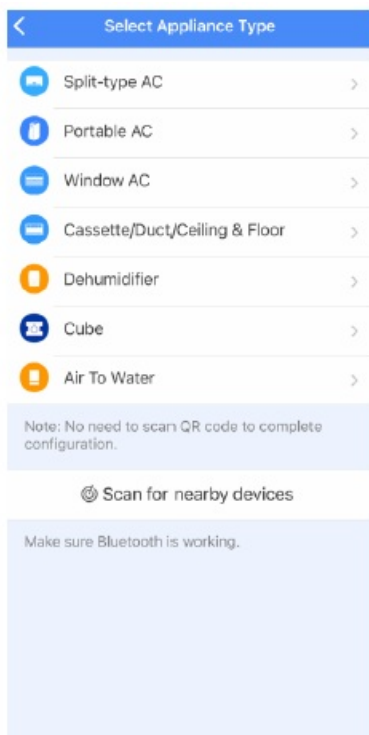 Select Appliance Type
Split-type AC
Portable AC
Window AC
Cassette/Duct/Ceiling & Floor
Dehumidifier
Cube
Air To Water
Note: No need to scan QR code to complete
configuration.
Scan for nearby devices
Make sure Bluetooth is working.